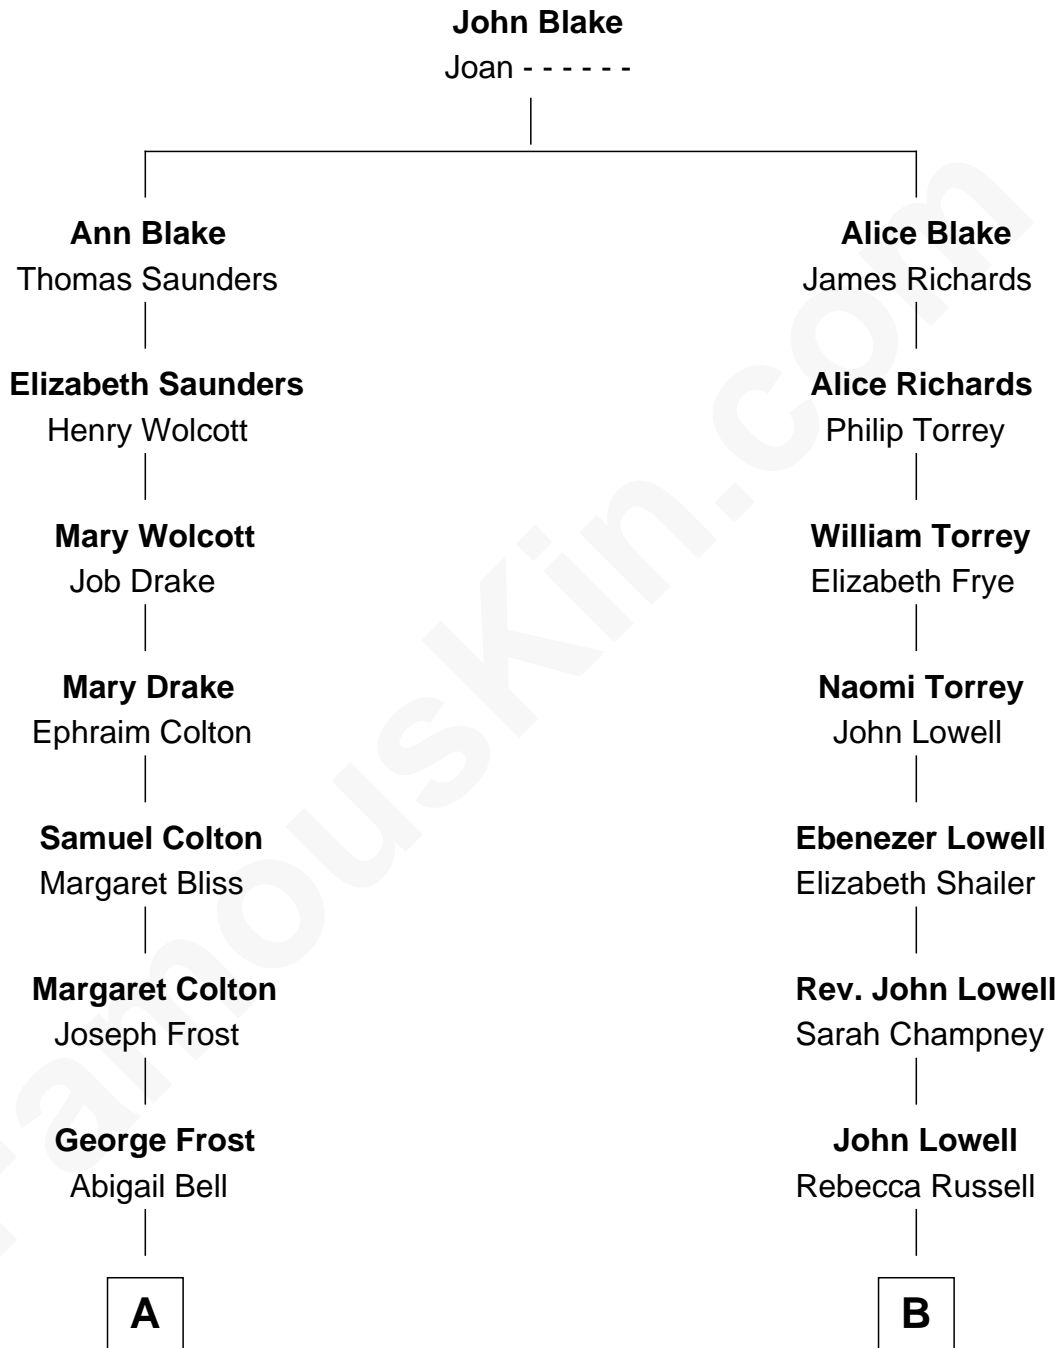 John Blake
Joan - - - - - -
Ann Blake
Thomas Saunders
Alice Blake
James Richards
Elizabeth Saunders
Henry Wolcott
Alice Richards
Philip Torrey
Mary Wolcott
Job Drake
William Torrey
Elizabeth Frye
Mary Drake
Ephraim Colton
Naomi Torrey
John Lowell
Samuel Colton
Margaret Bliss
Ebenezer Lowell
Elizabeth Shailer
Margaret Colton
Joseph Frost
Rev. John Lowell
Sarah Champney
George Frost
Abigail Bell
John Lowell
Rebecca Russell
A
B
FamousKin.com